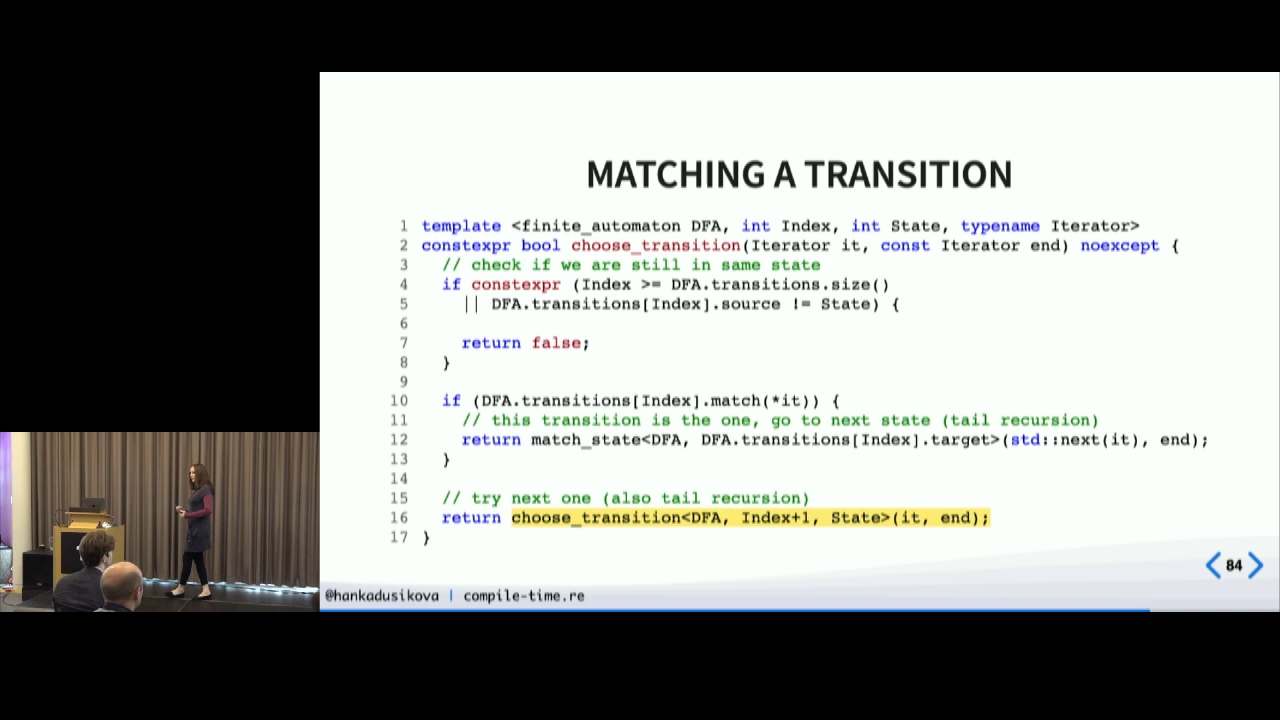 MATCHING A TRANSITION
1 template <finite_automaton DFA, int Index, int State, typename Iterator>
2 constexpr bool choose_transition(Iterator it, const Iterator end) noexcept {
3   // check if we are still in same state
4   if constexpr (Index >= DFA.transitions.size()
5     || DFA.transitions[Index].source != State) {
6
7     return false;
8   }
9
10   if (DFA.transitions[Index].match(*it)) {
11     // this transition is the one, go to next state (tail recursion)
12     return match_state<DFA, DFA.transitions[Index].target>(std::next(it), end);
13   }
14
15   // try next one (also tail recursion)
16   return choose_transition<DFA, Index+1, State>(it, end);
17 }
84
@hankadusikova | compile-time.re